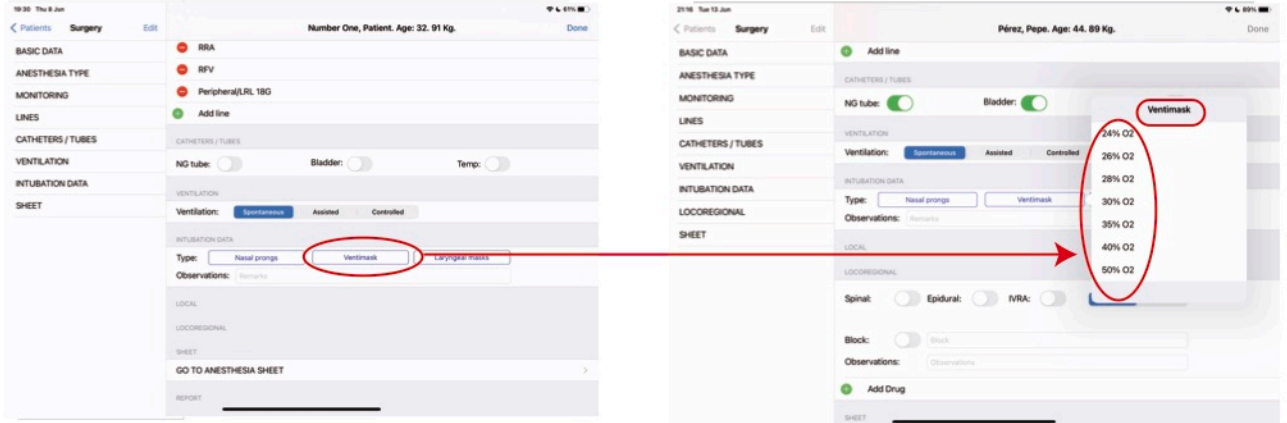 19:30 Thu 8 Jun
61%
Patients
Surgery
Edit
Number One, Patient. Age: 32. 91 Kg.
Done
BASIC DATA
ANESTHESIA TYPE
MONITORING
LINES
CATHETERS / TUBES
VENTILATION
INTUBATION DATA
SHEET
RRA
RFV
Peripheral/LRL 18G
Add line
CATHETERS / TUBES
NG tube: Bladder: Temp:
VENTILATION
Ventilation: Spontaneous Assisted Controlled
INTUBATION DATA
Type: Nasal prongs Ventimask Laryngeal masks
Observations: Remarks
LOCAL
LOCOREGIONAL
SHEET
GO TO ANESTHESIA SHEET
REPORT
21:16 Tue 13 Jun
89%
Patients
Surgery
Edit
Pérez, Pepe. Age: 44. 89 Kg.
Done
BASIC DATA
ANESTHESIA TYPE
MONITORING
LINES
CATHETERS / TUBES
VENTILATION
INTUBATION DATA
LOCOREGIONAL
SHEET
Add line
CATHETERS / TUBES
NG tube: Bladder:
VENTILATION
Ventilation: Spontaneous Assisted Controlled
INTUBATION DATA
Type: Nasal prongs Ventimask
Observations: Remarks
LOCAL
LOCOREGIONAL
Spinal: Epidural: IVRA:
Block: Block
Observations: Observations
Add Drug
SHEET
Ventimask
24% O2
26% O2
28% O2
30% O2
35% O2
40% O2
50% O2